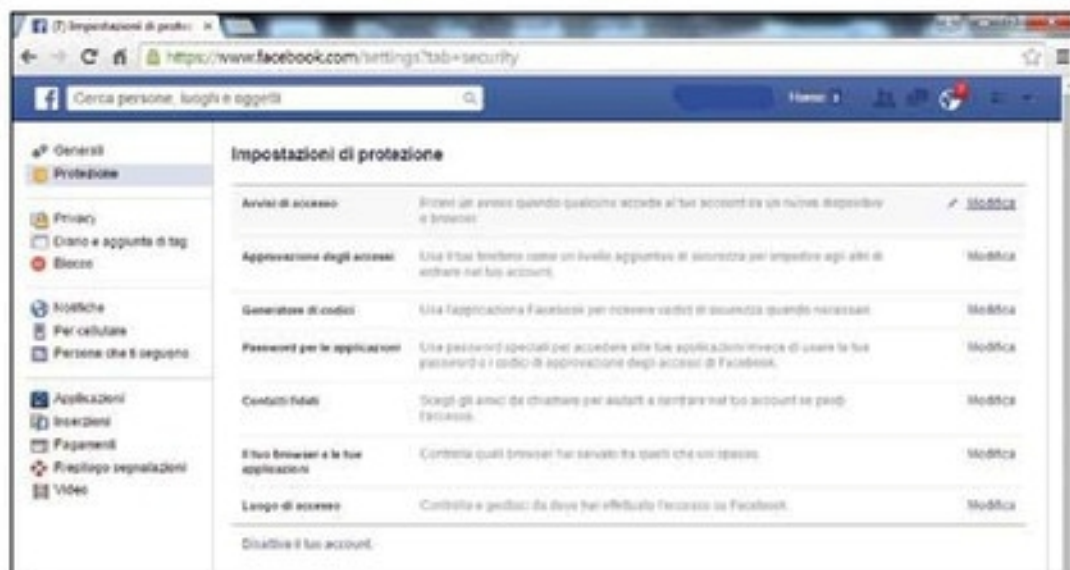 (7) Impostazioni di prote
https://www.facebook.com/settings?tab=security
Cerca persone, luoghi e oggetti
Home
Generali
Protezione
Privacy
Diario e aggiunta di tag
Blocco
Notifiche
Per cellulare
Persone che ti seguono
Applicazioni
Inserzioni
Pagamenti
Riepilogo segnalazioni
Video
Impostazioni di protezione
Avvisi di accesso
Ricevi un avviso quando qualcuno accede al tuo account da un nuovo dispositivo
o browser.
Modifica
Approvazione degli accessi
Usa il tuo telefono come un livello aggiuntivo di sicurezza per impedire agli altri di
entrare nel tuo account.
Modifica
Generatore di codici
Usa l'applicazione Facebook per ricevere codici di sicurezza quando necessari.
Modifica
Password per le applicazioni
Usa password speciali per accedere alle tue applicazioni invece di usare la tua
password o i codici di approvazione degli accessi di Facebook.
Modifica
Contatti fidati
Scegli gli amici da chiamare per aiutarti a rientrare nel tuo account se perdi
l'accesso.
Modifica
Il tuo browser e le tue
applicazioni
Controlla quali browser hai salvato tra quelli che usi spesso.
Modifica
Luogo di accesso
Controlla e gestisci da dove hai effettuato l'accesso su Facebook.
Modifica
Disattiva il tuo account.